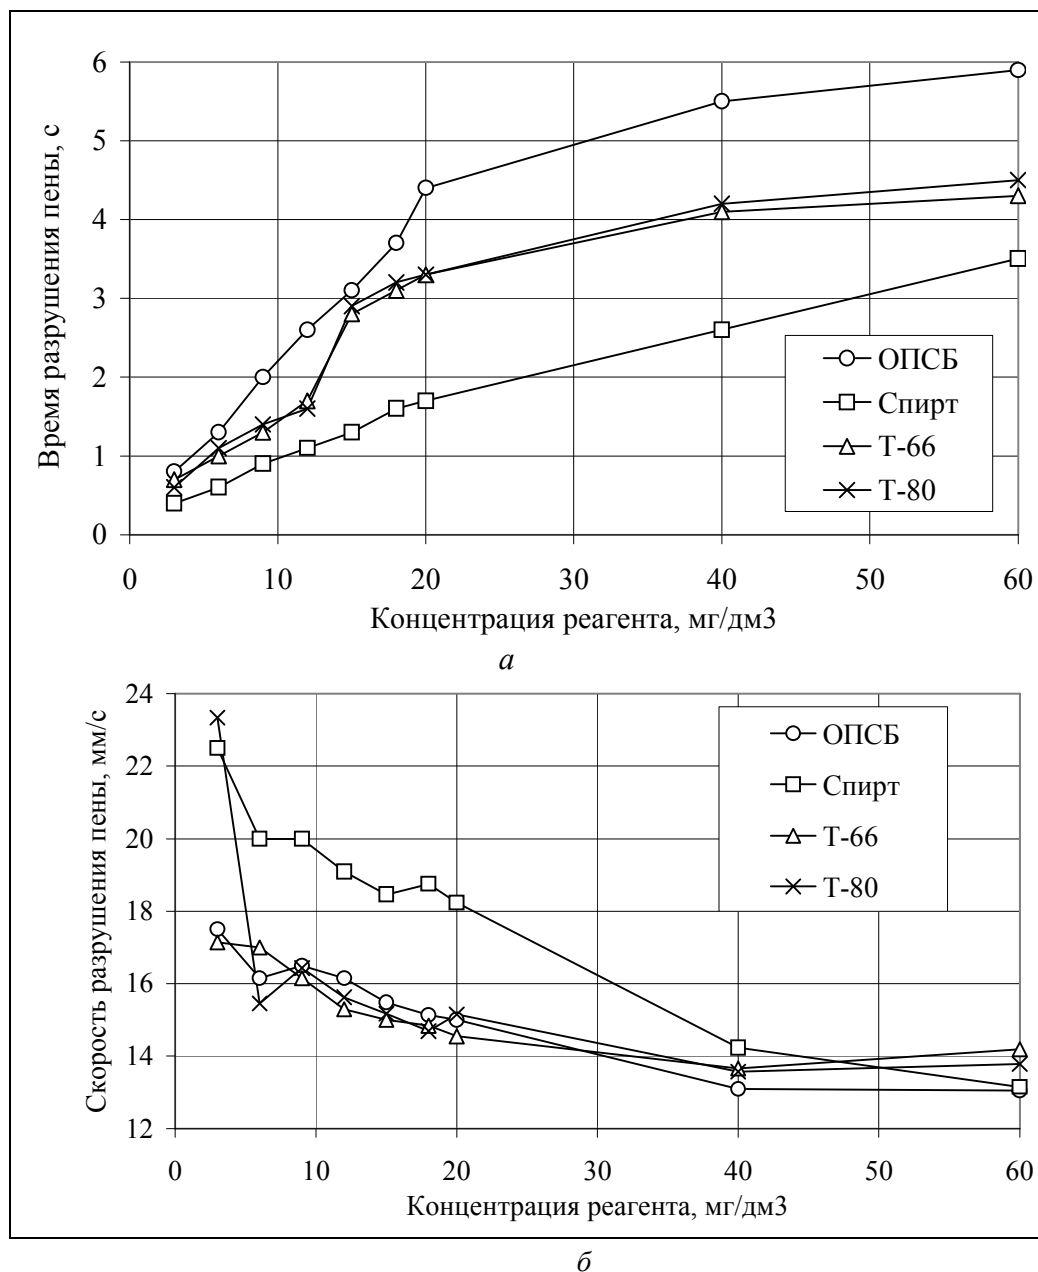 Время разрушения пены, с
6
5
4
3
2
1
0
ОПСБ
Спирт
Т-66
Т-80
0 10 20 30 40 50 60
Концентрация реагента, мг/дм3
а
Скорость разрушения пены, мм/с
24
22
20
18
16
14
12
ОПСБ
Спирт
Т-66
Т-80
0 10 20 30 40 50 60
Концентрация реагента, мг/дм3
б